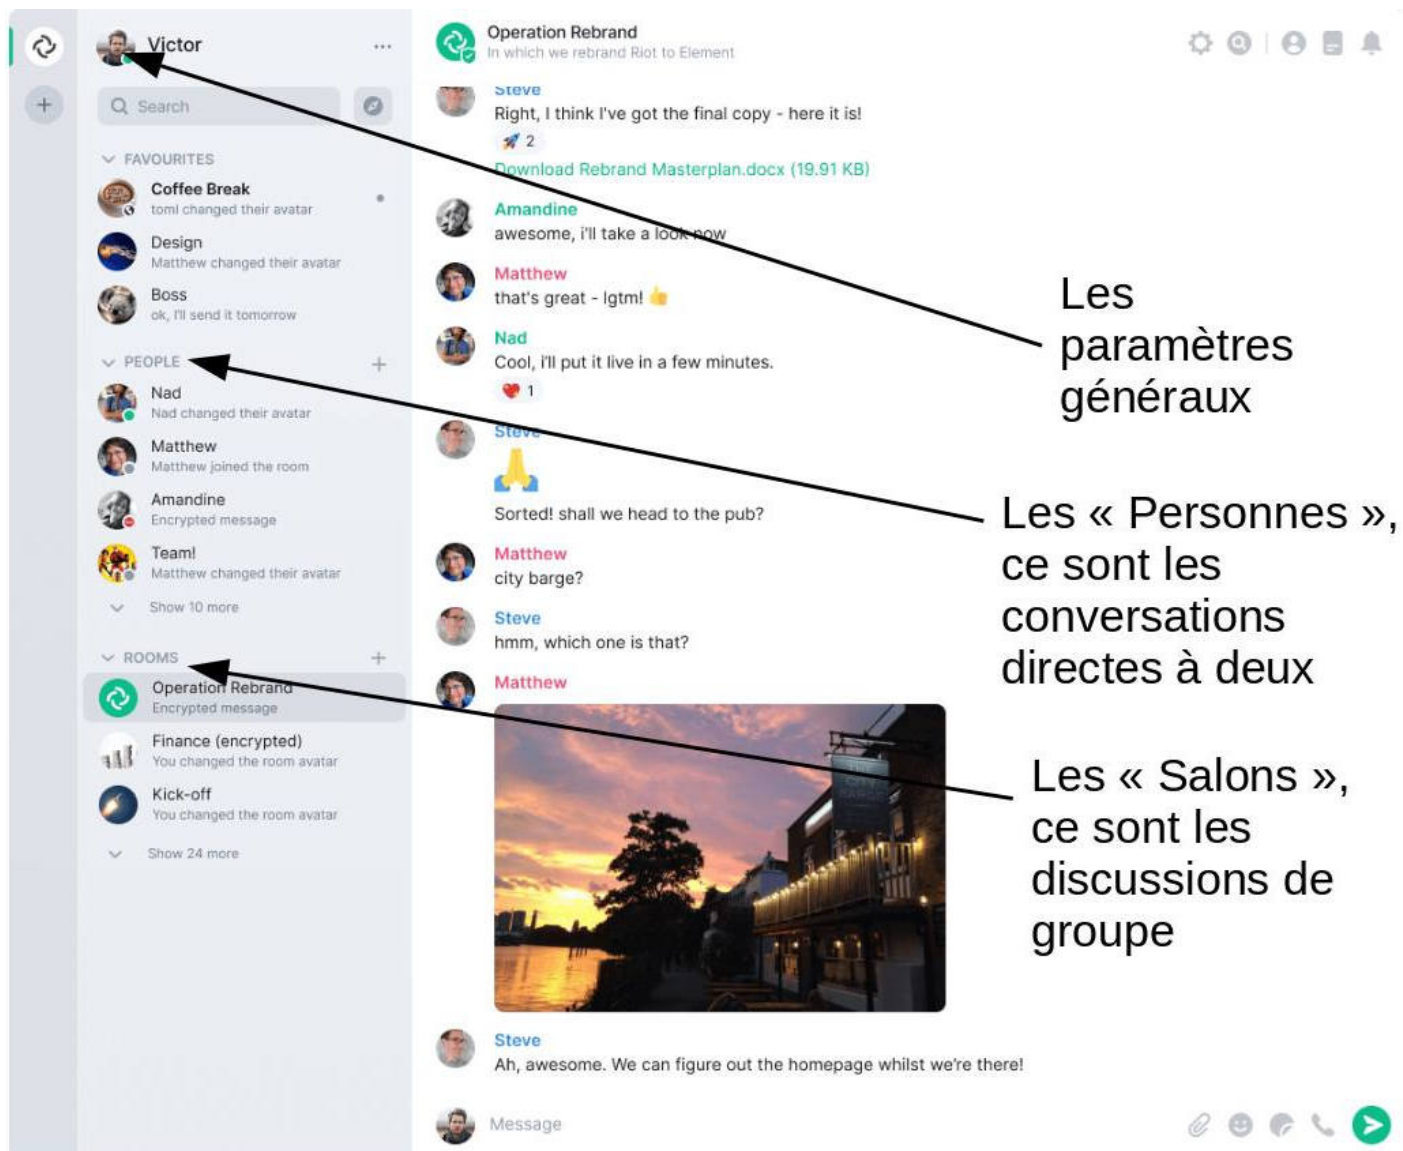 Victor
Search
FAVOURITES
Coffee Break
toml changed their avatar
Design
Matthew changed their avatar
Boss
ok, I'll send it tomorrow
PEOPLE
Nad
Nad changed their avatar
Matthew
Matthew joined the room
Amandine
Encrypted message
Team!
Matthew changed their avatar
Show 10 more
ROOMS
Operation Rebrand
Encrypted message
Finance (encrypted)
You changed the room avatar
Kick-off
You changed the room avatar
Show 24 more
Operation Rebrand
In which we rebrand Riot to Element
Steve
Right, I think I've got the final copy - here it is!
2
Download Rebrand Masterplan.docx (19.91 KB)
Amandine
awesome, i'll take a look now
Matthew
that's great - lgtm!
Nad
Cool, i'll put it live in a few minutes.
1
Steve
Sorted! shall we head to the pub?
Matthew
city barge?
Steve
hmm, which one is that?
Matthew
Steve
Ah, awesome. We can figure out the homepage whilst we're there!
Message
Les
paramètres
généraux
Les « Personnes »,
ce sont les
conversations
directes à deux
Les « Salons »,
ce sont les
discussions de
groupe